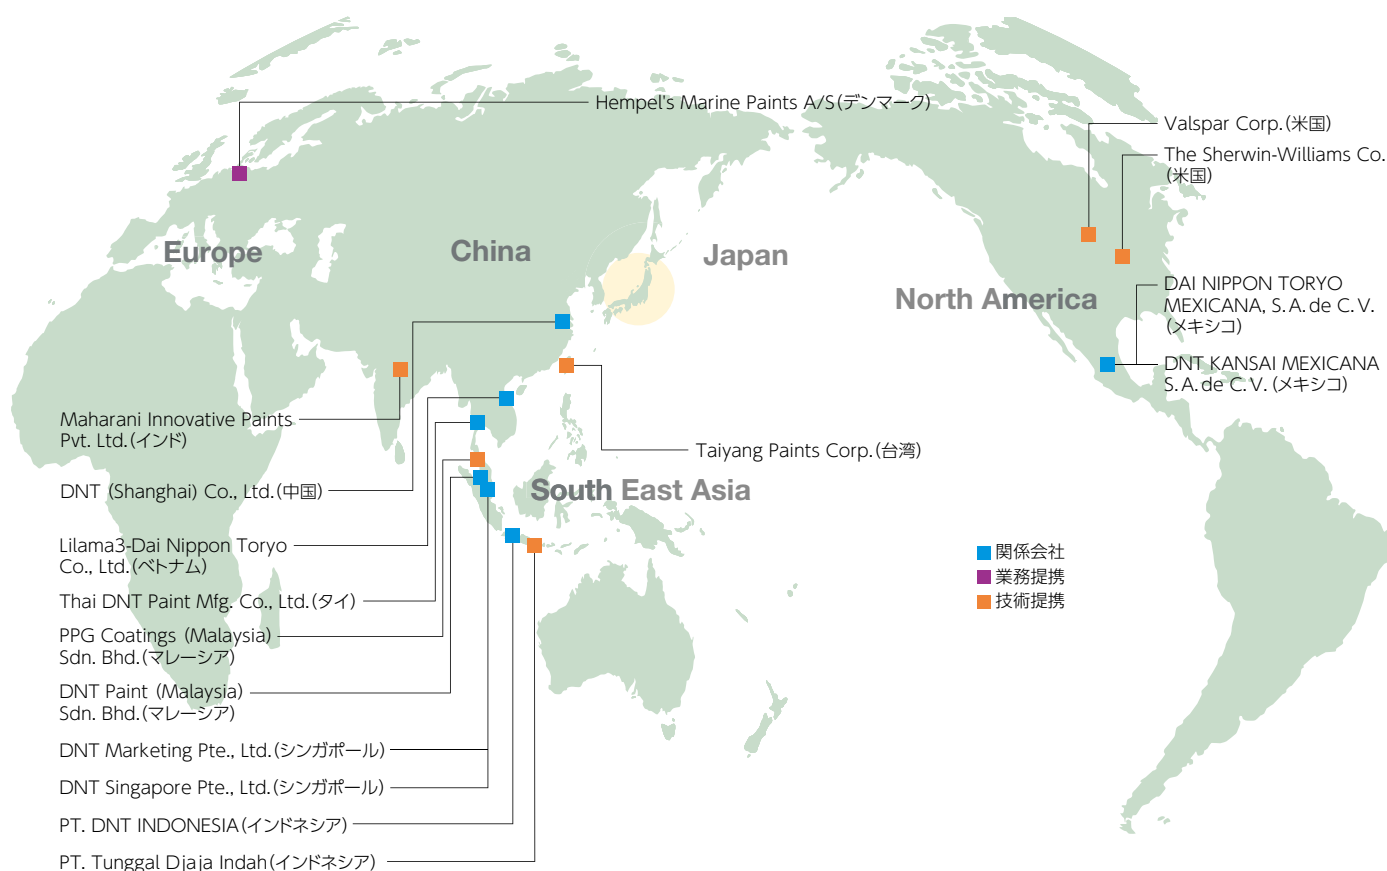 Hempel's Marine Paints A/S(デンマーク)
Valspar Corp.(米国)
The Sherwin-Williams Co.
(米国)
Europe
China
Japan
North America
DAI NIPPON TORYO
MEXICANA, S.A.de C.V.
(メキシコ)
DNT KANSAI MEXICANA
S.A.de C.V.(メキシコ)
Maharani Innovative Paints
Pvt. Ltd.(インド)
Taiyang Paints Corp.(台湾)
DNT (Shanghai) Co., Ltd.(中国)
South East Asia
Lilama3-Dai Nippon Toryo
Co., Ltd.(ベトナム)
Thai DNT Paint Mfg. Co., Ltd.(タイ)
PPG Coatings (Malaysia)
Sdn. Bhd.(マレーシア)
DNT Paint (Malaysia)
Sdn. Bhd.(マレーシア)
DNT Marketing Pte., Ltd.(シンガポール)
DNT Singapore Pte., Ltd.(シンガポール)
PT. DNT INDONESIA(インドネシア)
PT. Tunggal Djaja Indah(インドネシア)
関係会社
業務提携
技術提携